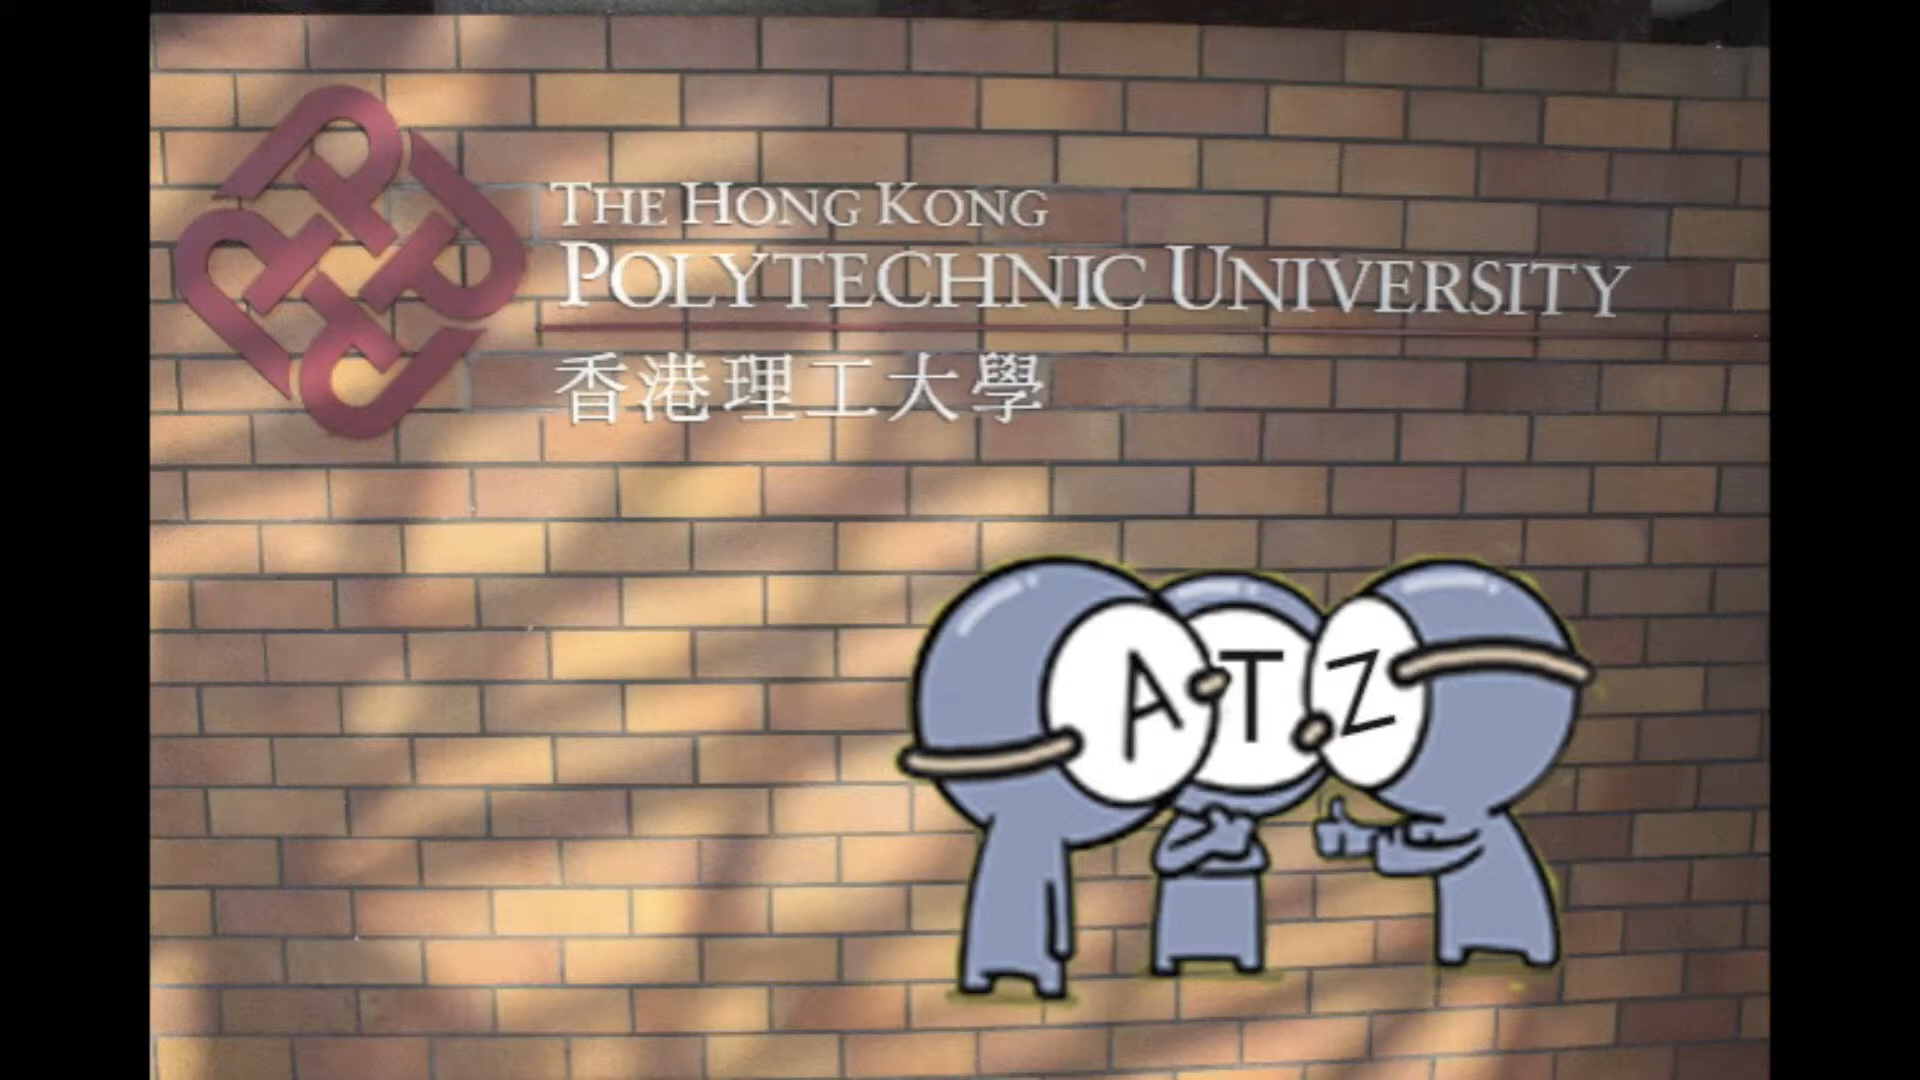 THE HONG KONG
POLYTECHNIC UNIVERSITY
香港理工大學
A T Z